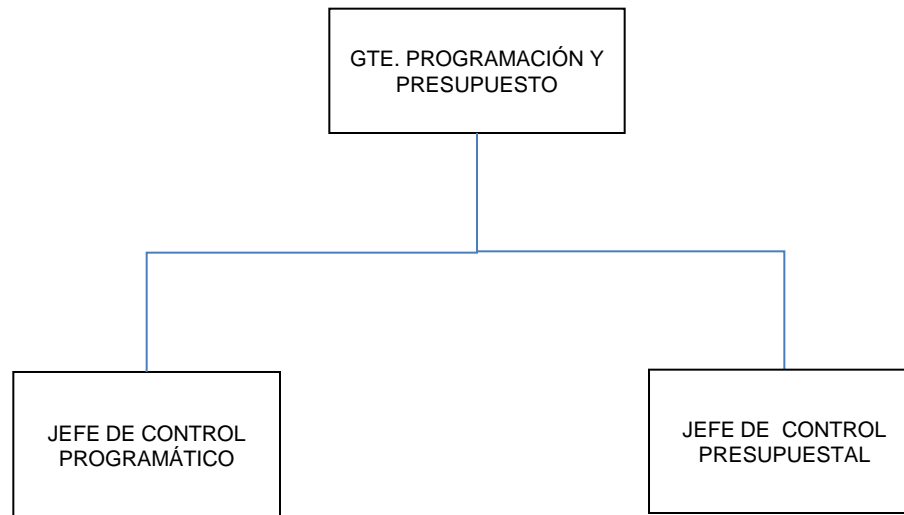 GTE. PROGRAMACIÓN Y
PRESUPUESTO
JEFE DE CONTROL
PROGRAMÁTICO
JEFE DE  CONTROL
PRESUPUESTAL